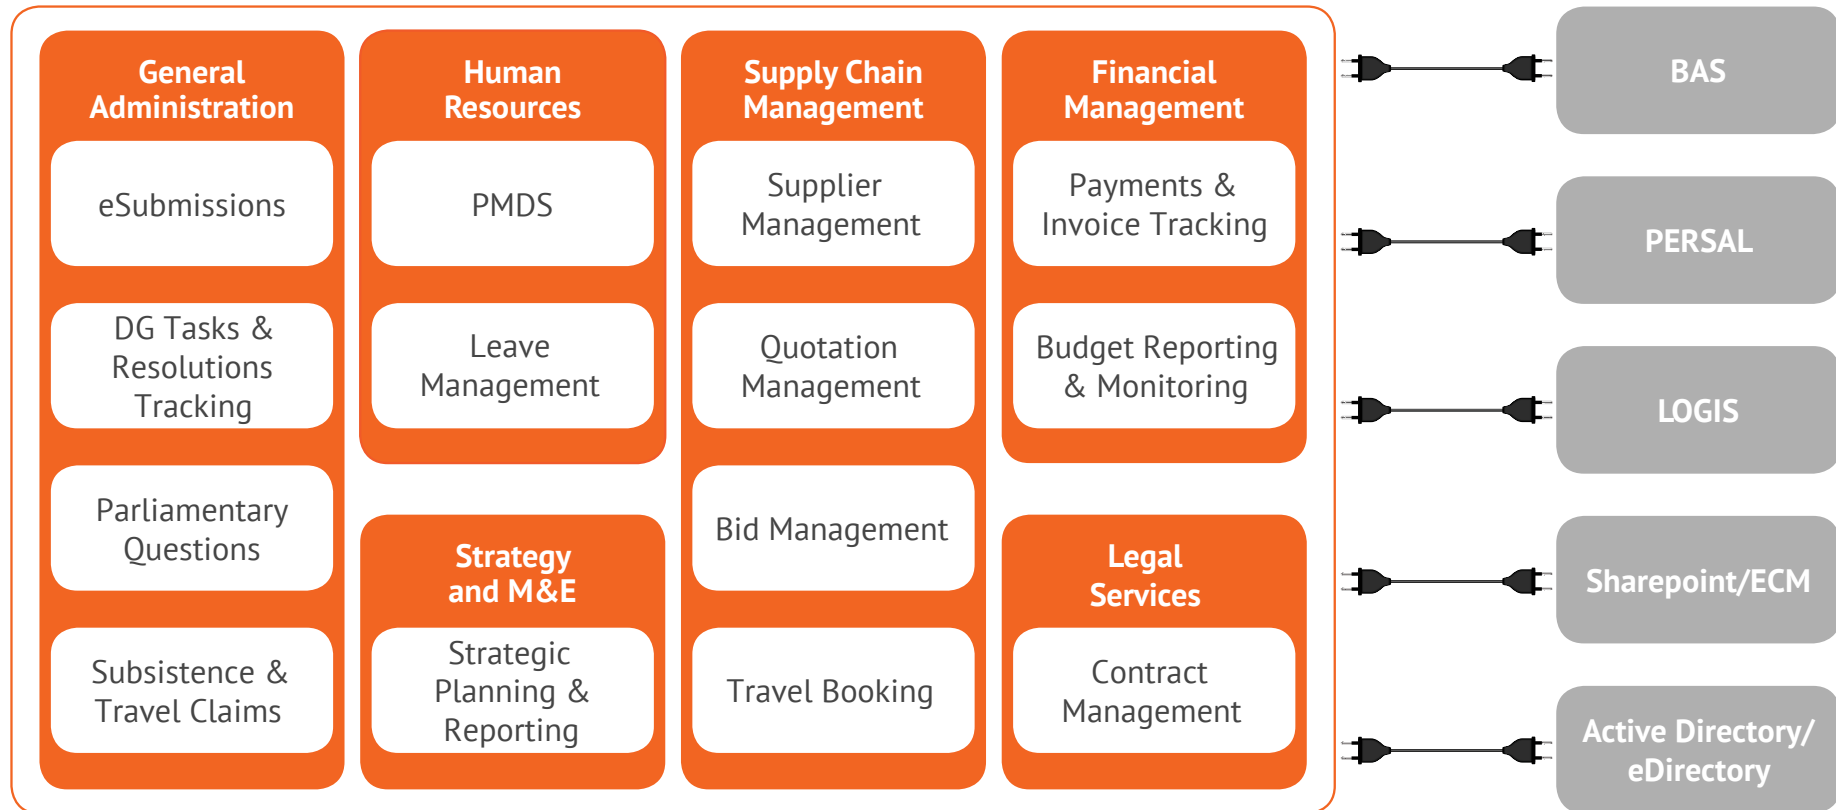 General
Administration
eSubmissions
DG Tasks &
Resolutions
Tracking
Parliamentary
Questions
Subsistence &
Travel Claims
Human
Resources
PMDS
Leave
Management
Strategy
and M&E
Strategic
Planning &
Reporting
Supply Chain
Management
Supplier
Management
Quotation
Management
Bid Management
Travel Booking
Financial
Management
Payments &
Invoice Tracking
Budget Reporting
& Monitoring
Legal
Services
Contract
Management
BAS
PERSAL
LOGIS
Sharepoint/ECM
Active Directory/
eDirectory